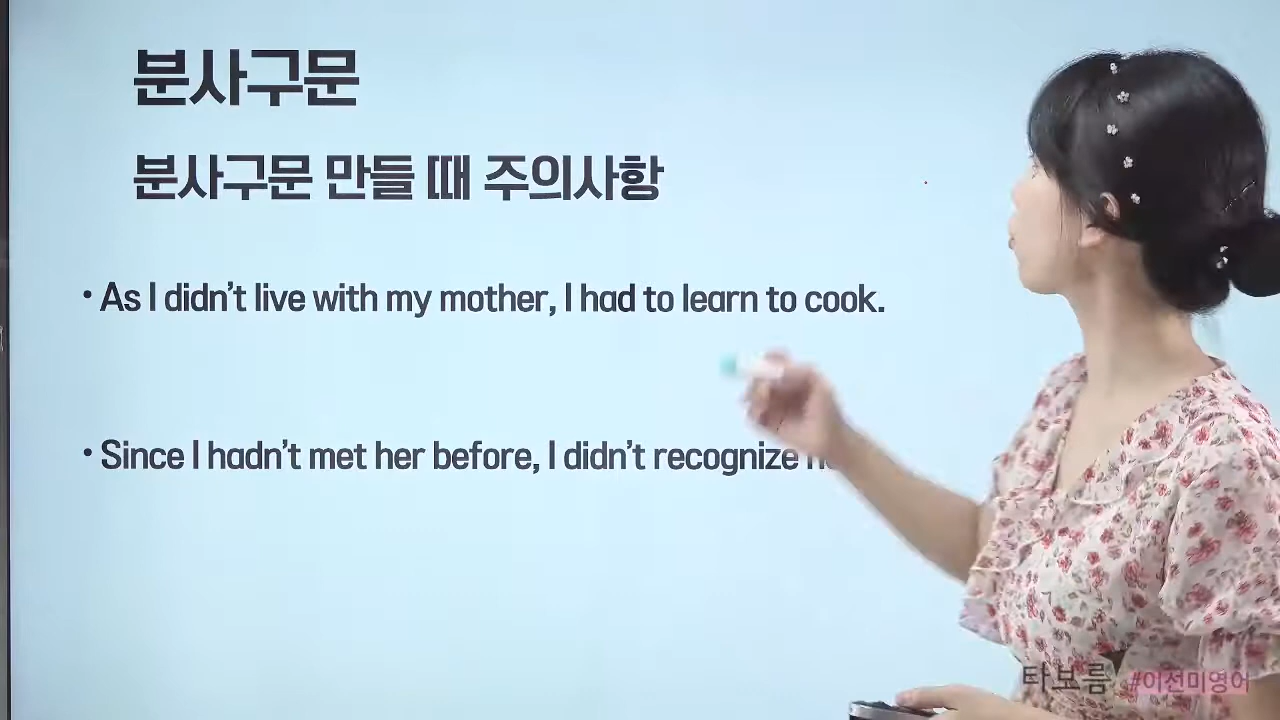 분사구문
분사구문 만들 때 주의사항
• As I didn't live with my mother, I had to learn to cook.
• Since I hadn't met her before, I didn't recognize
타보름 #이선미영어